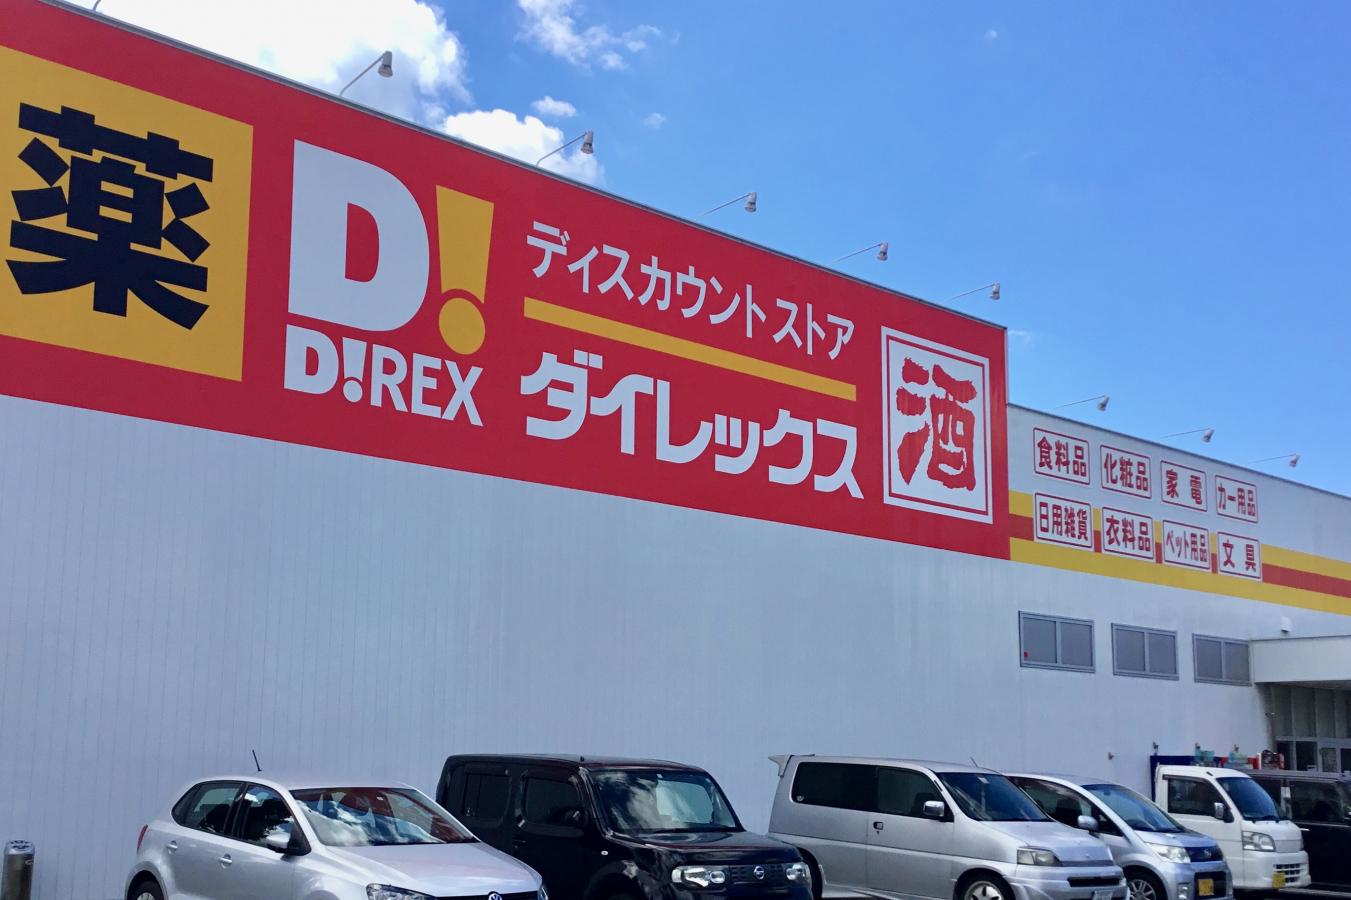 薬
D!
D!REX
ディスカウントストア
ダイレックス
酒
食料品 化粧品 家電 カー用品
日用雑貨 衣料品 ペット用品 文具